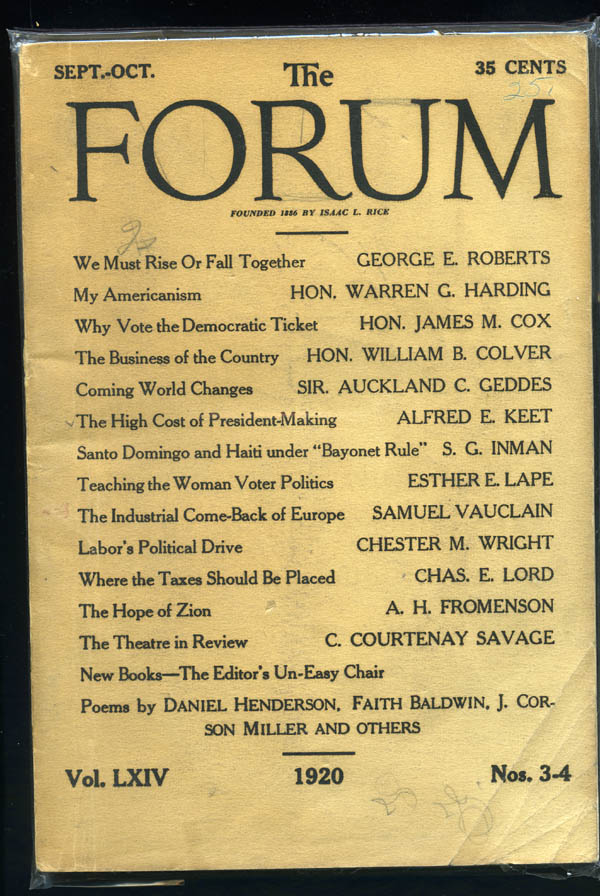 SEPT.-OCT. The 35 CENTS
25
FORUM
FOUNDED 1886 BY ISAAC L. RICE
We Must Rise Or Fall Together GEORGE E. ROBERTS
My Americanism HON. WARREN G. HARDING
Why Vote the Democratic Ticket HON. JAMES M. COX
The Business of the Country HON. WILLIAM B. COLVER
Coming World Changes SIR. AUCKLAND C. GEDDES
The High Cost of President-Making ALFRED E. KEET
Santo Domingo and Haiti under "Bayonet Rule" S. G. INMAN
Teaching the Woman Voter Politics ESTHER E. LAPE
The Industrial Come-Back of Europe SAMUEL VAUCLAIN
Labor's Political Drive CHESTER M. WRIGHT
Where the Taxes Should Be Placed CHAS. E. LORD
The Hope of Zion A. H. FROMENSON
The Theatre in Review C. COURTENAY SAVAGE
New Books—The Editor's Un-Easy Chair
Poems by DANIEL HENDERSON, FAITH BALDWIN, J. COR-
SON MILLER AND OTHERS
Vol. LXIV 1920 Nos. 3-4